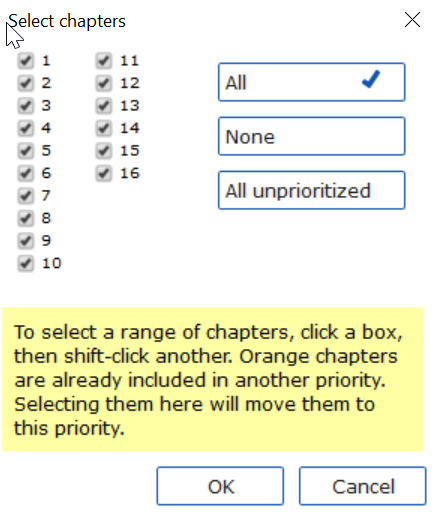 Select chapters
1
2
3
4
5
6
7
8
9
10
11
12
13
14
15
16
All
None
All unprioritized
To select a range of chapters, click a box,
then shift-click another. Orange chapters
are already included in another priority.
Selecting them here will move them to
this priority.
OK
Cancel